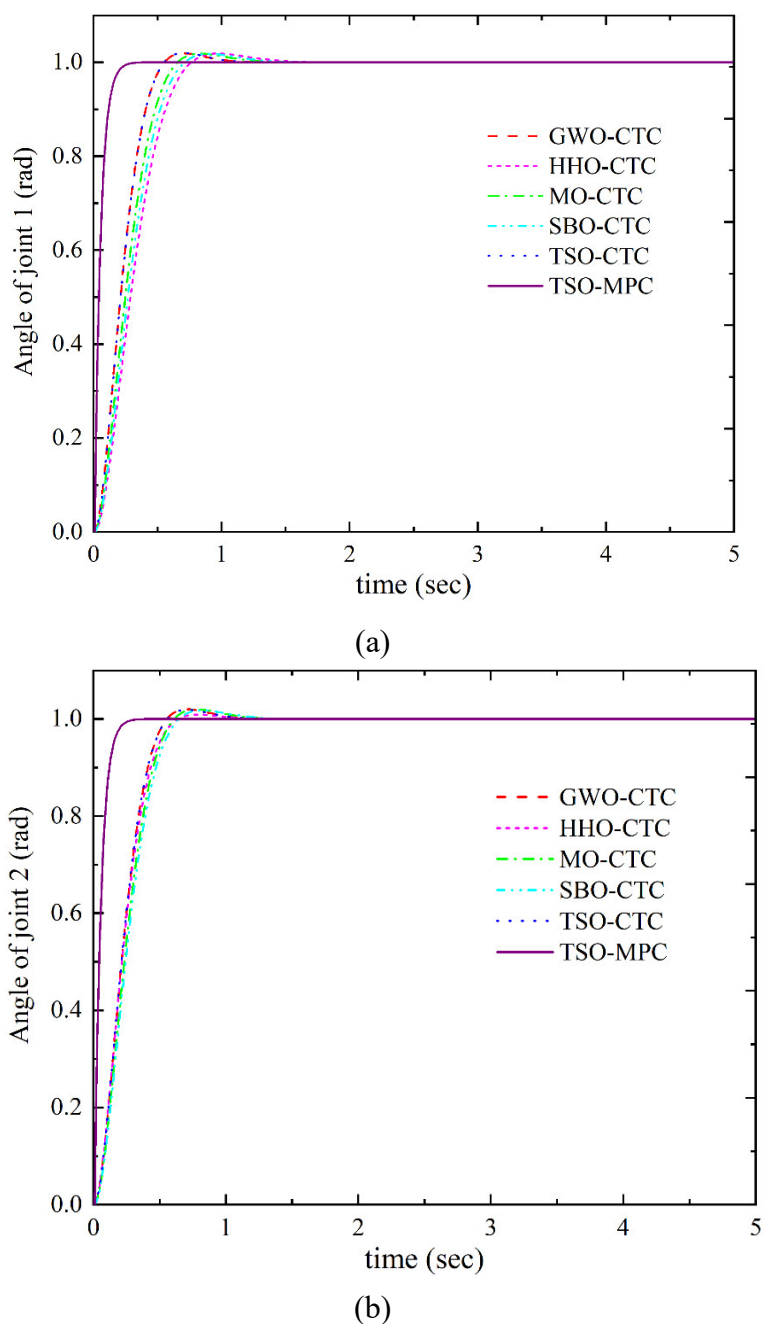 1.0
0.8
0.6
0.4
0.2
0.0
Angle of joint 1 (rad)
GWO-CTC
HHO-CTC
MO-CTC
SBO-CTC
TSO-CTC
TSO-MPC
0 1 2 3 4 5
time (sec)
(a)
1.0
0.8
0.6
0.4
0.2
0.0
Angle of joint 2 (rad)
GWO-CTC
HHO-CTC
MO-CTC
SBO-CTC
TSO-CTC
TSO-MPC
0 1 2 3 4 5
time (sec)
(b)